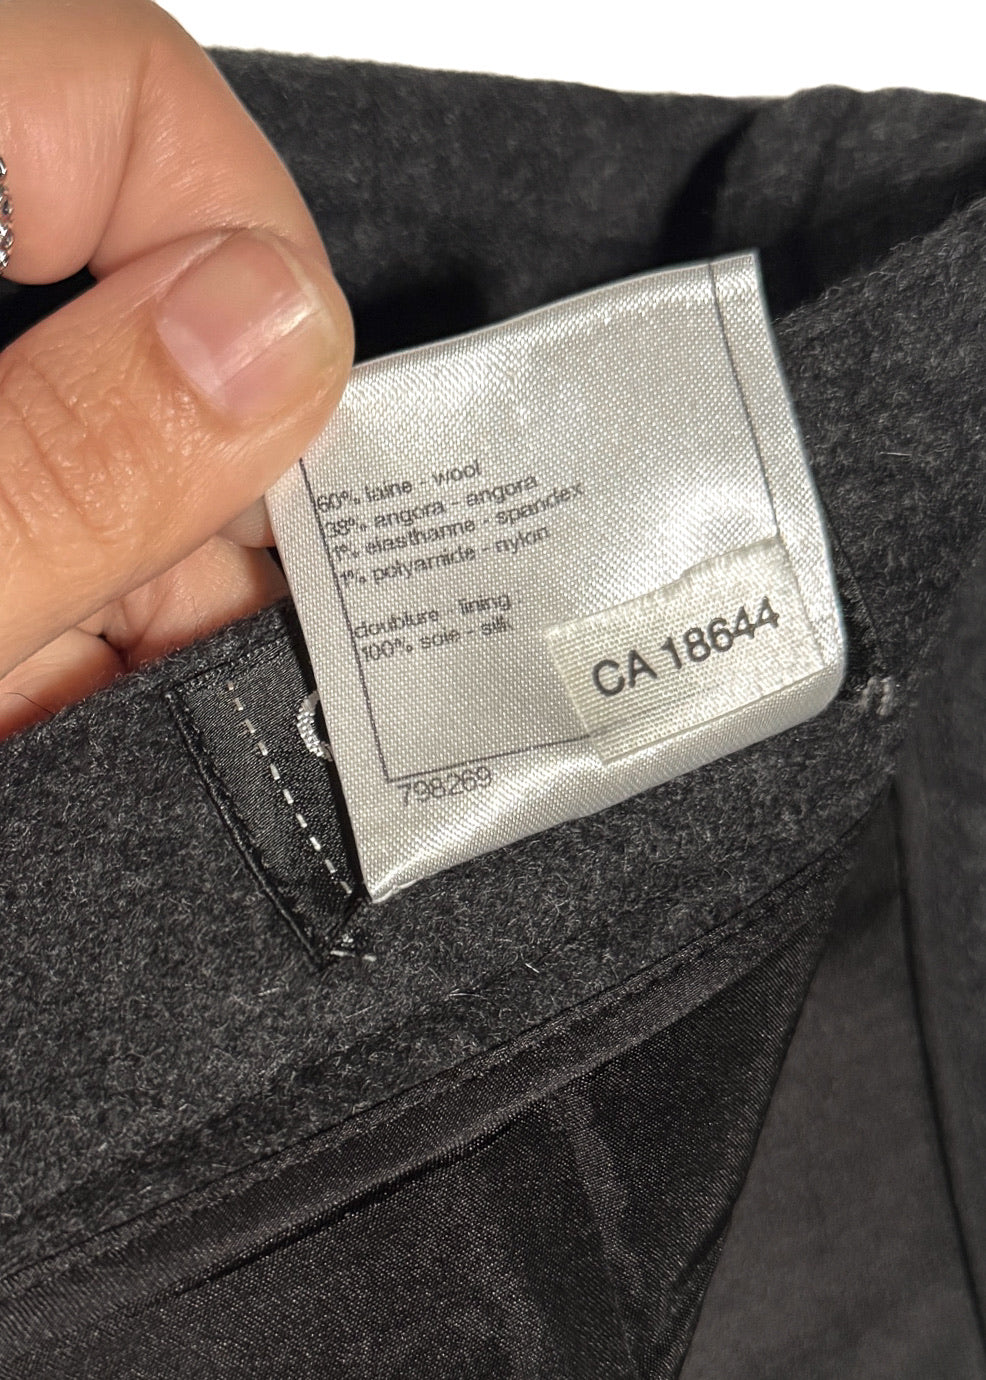 60% laine - wool
38% angora - angora
1% elasthanne - spandex
1% polyamide - nylon
doublure - lining
100% soie - silk
CA 18644
798269